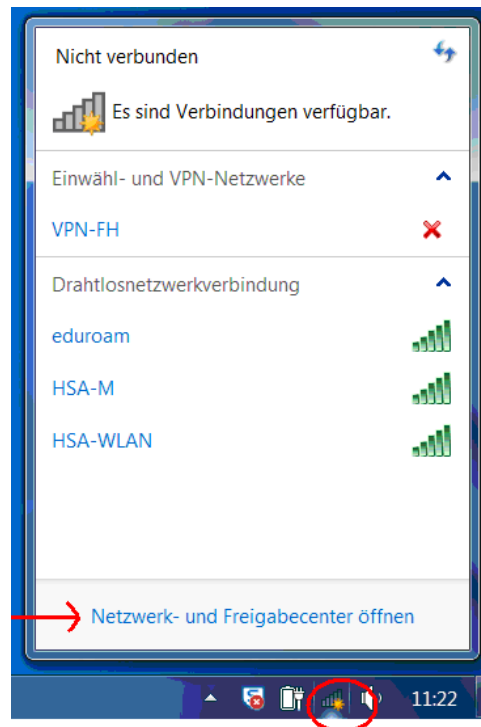 Nicht verbunden
Es sind Verbindungen verfügbar.
Einwähl- und VPN-Netzwerke
VPN-FH
Drahtlosnetzwerkverbindung
eduroam
HSA-M
HSA-WLAN
Netzwerk- und Freigabecenter öffnen
11:22